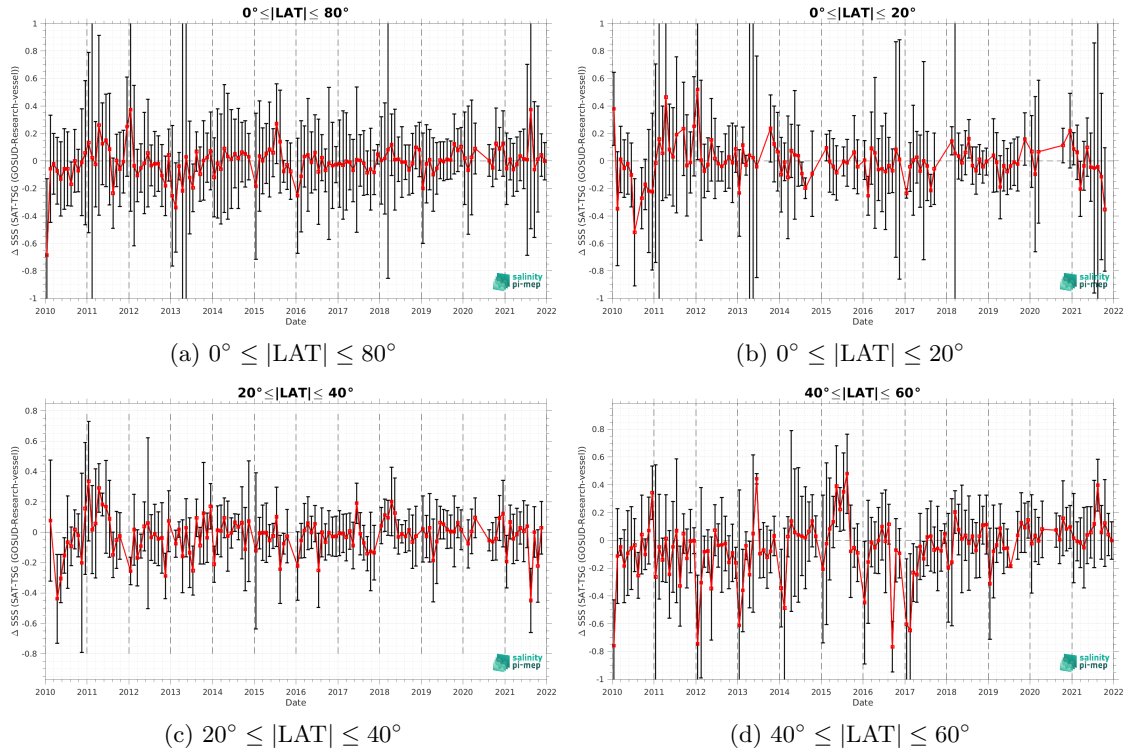 0°≤|LAT|≤ 80°
Δ SSS (SAT-TSG (GOSUD-Research-vessel))
1
0.8
0.6
0.4
0.2
0
-0.2
-0.4
-0.6
-0.8
-1
2010 2011 2012 2013 2014 2015 2016 2017 2018 2019 2020 2021 2022
Date
salinity
pi-mep
(a) 0° ≤ |LAT| ≤ 80°
0°≤|LAT|≤ 20°
Δ SSS (SAT-TSG (GOSUD-Research-vessel))
1
0.8
0.6
0.4
0.2
0
-0.2
-0.4
-0.6
-0.8
-1
2010 2011 2012 2013 2014 2015 2016 2017 2018 2019 2020 2021 2022
Date
salinity
pi-mep
(b) 0° ≤ |LAT| ≤ 20°
20°≤|LAT|≤ 40°
Δ SSS (SAT-TSG (GOSUD-Research-vessel))
0.8
0.6
0.4
0.2
0
-0.2
-0.4
-0.6
-0.8
2010 2011 2012 2013 2014 2015 2016 2017 2018 2019 2020 2021 2022
Date
salinity
pi-mep
(c) 20° ≤ |LAT| ≤ 40°
40°≤|LAT|≤ 60°
Δ SSS (SAT-TSG (GOSUD-Research-vessel))
0.8
0.6
0.4
0.2
0
-0.2
-0.4
-0.6
-0.8
-1
2010 2011 2012 2013 2014 2015 2016 2017 2018 2019 2020 2021 2022
Date
salinity
pi-mep
(d) 40° ≤ |LAT| ≤ 60°